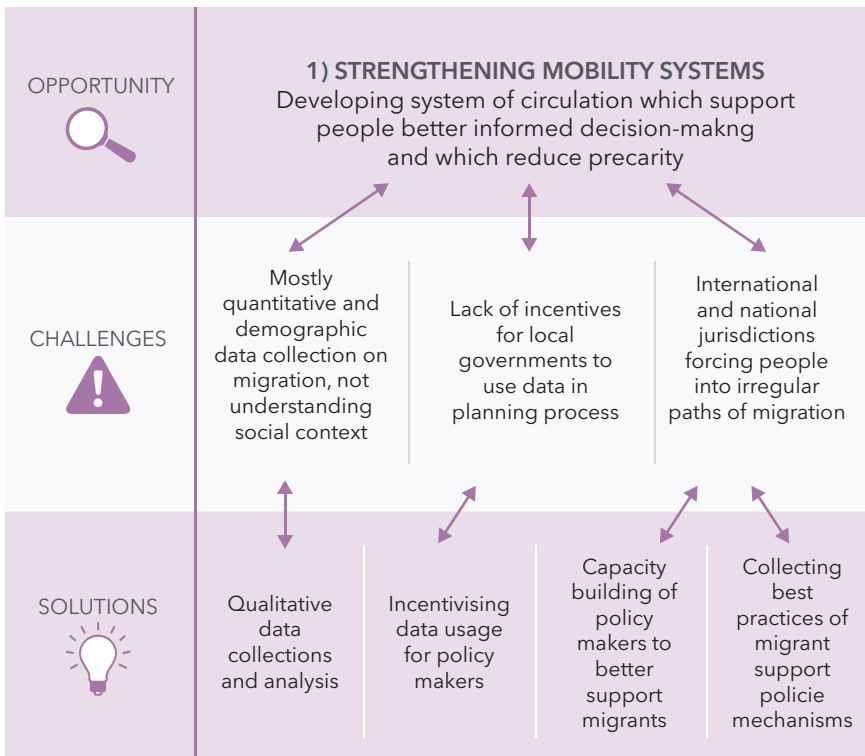 OPPORTUNITY
1) STRENGTHENING MOBILITY SYSTEMS
Developing system of circulation which support
people better informed decision-makng
and which reduce precarity
CHALLENGES
Mostly
quantitative and
demographic
data collection on
migration, not
understanding
social context
Lack of incentives
for local
governments to
use data in
planning process
International
and national
jurisdictions
forcing people
into irregular
paths of migration
SOLUTIONS
Qualitative
data
collections
and analysis
Incentivising
data usage
for policy
makers
Capacity
building of
policy
makers to
better
support
migrants
Collecting
best
practices of
migrant
support
policie
mechanisms